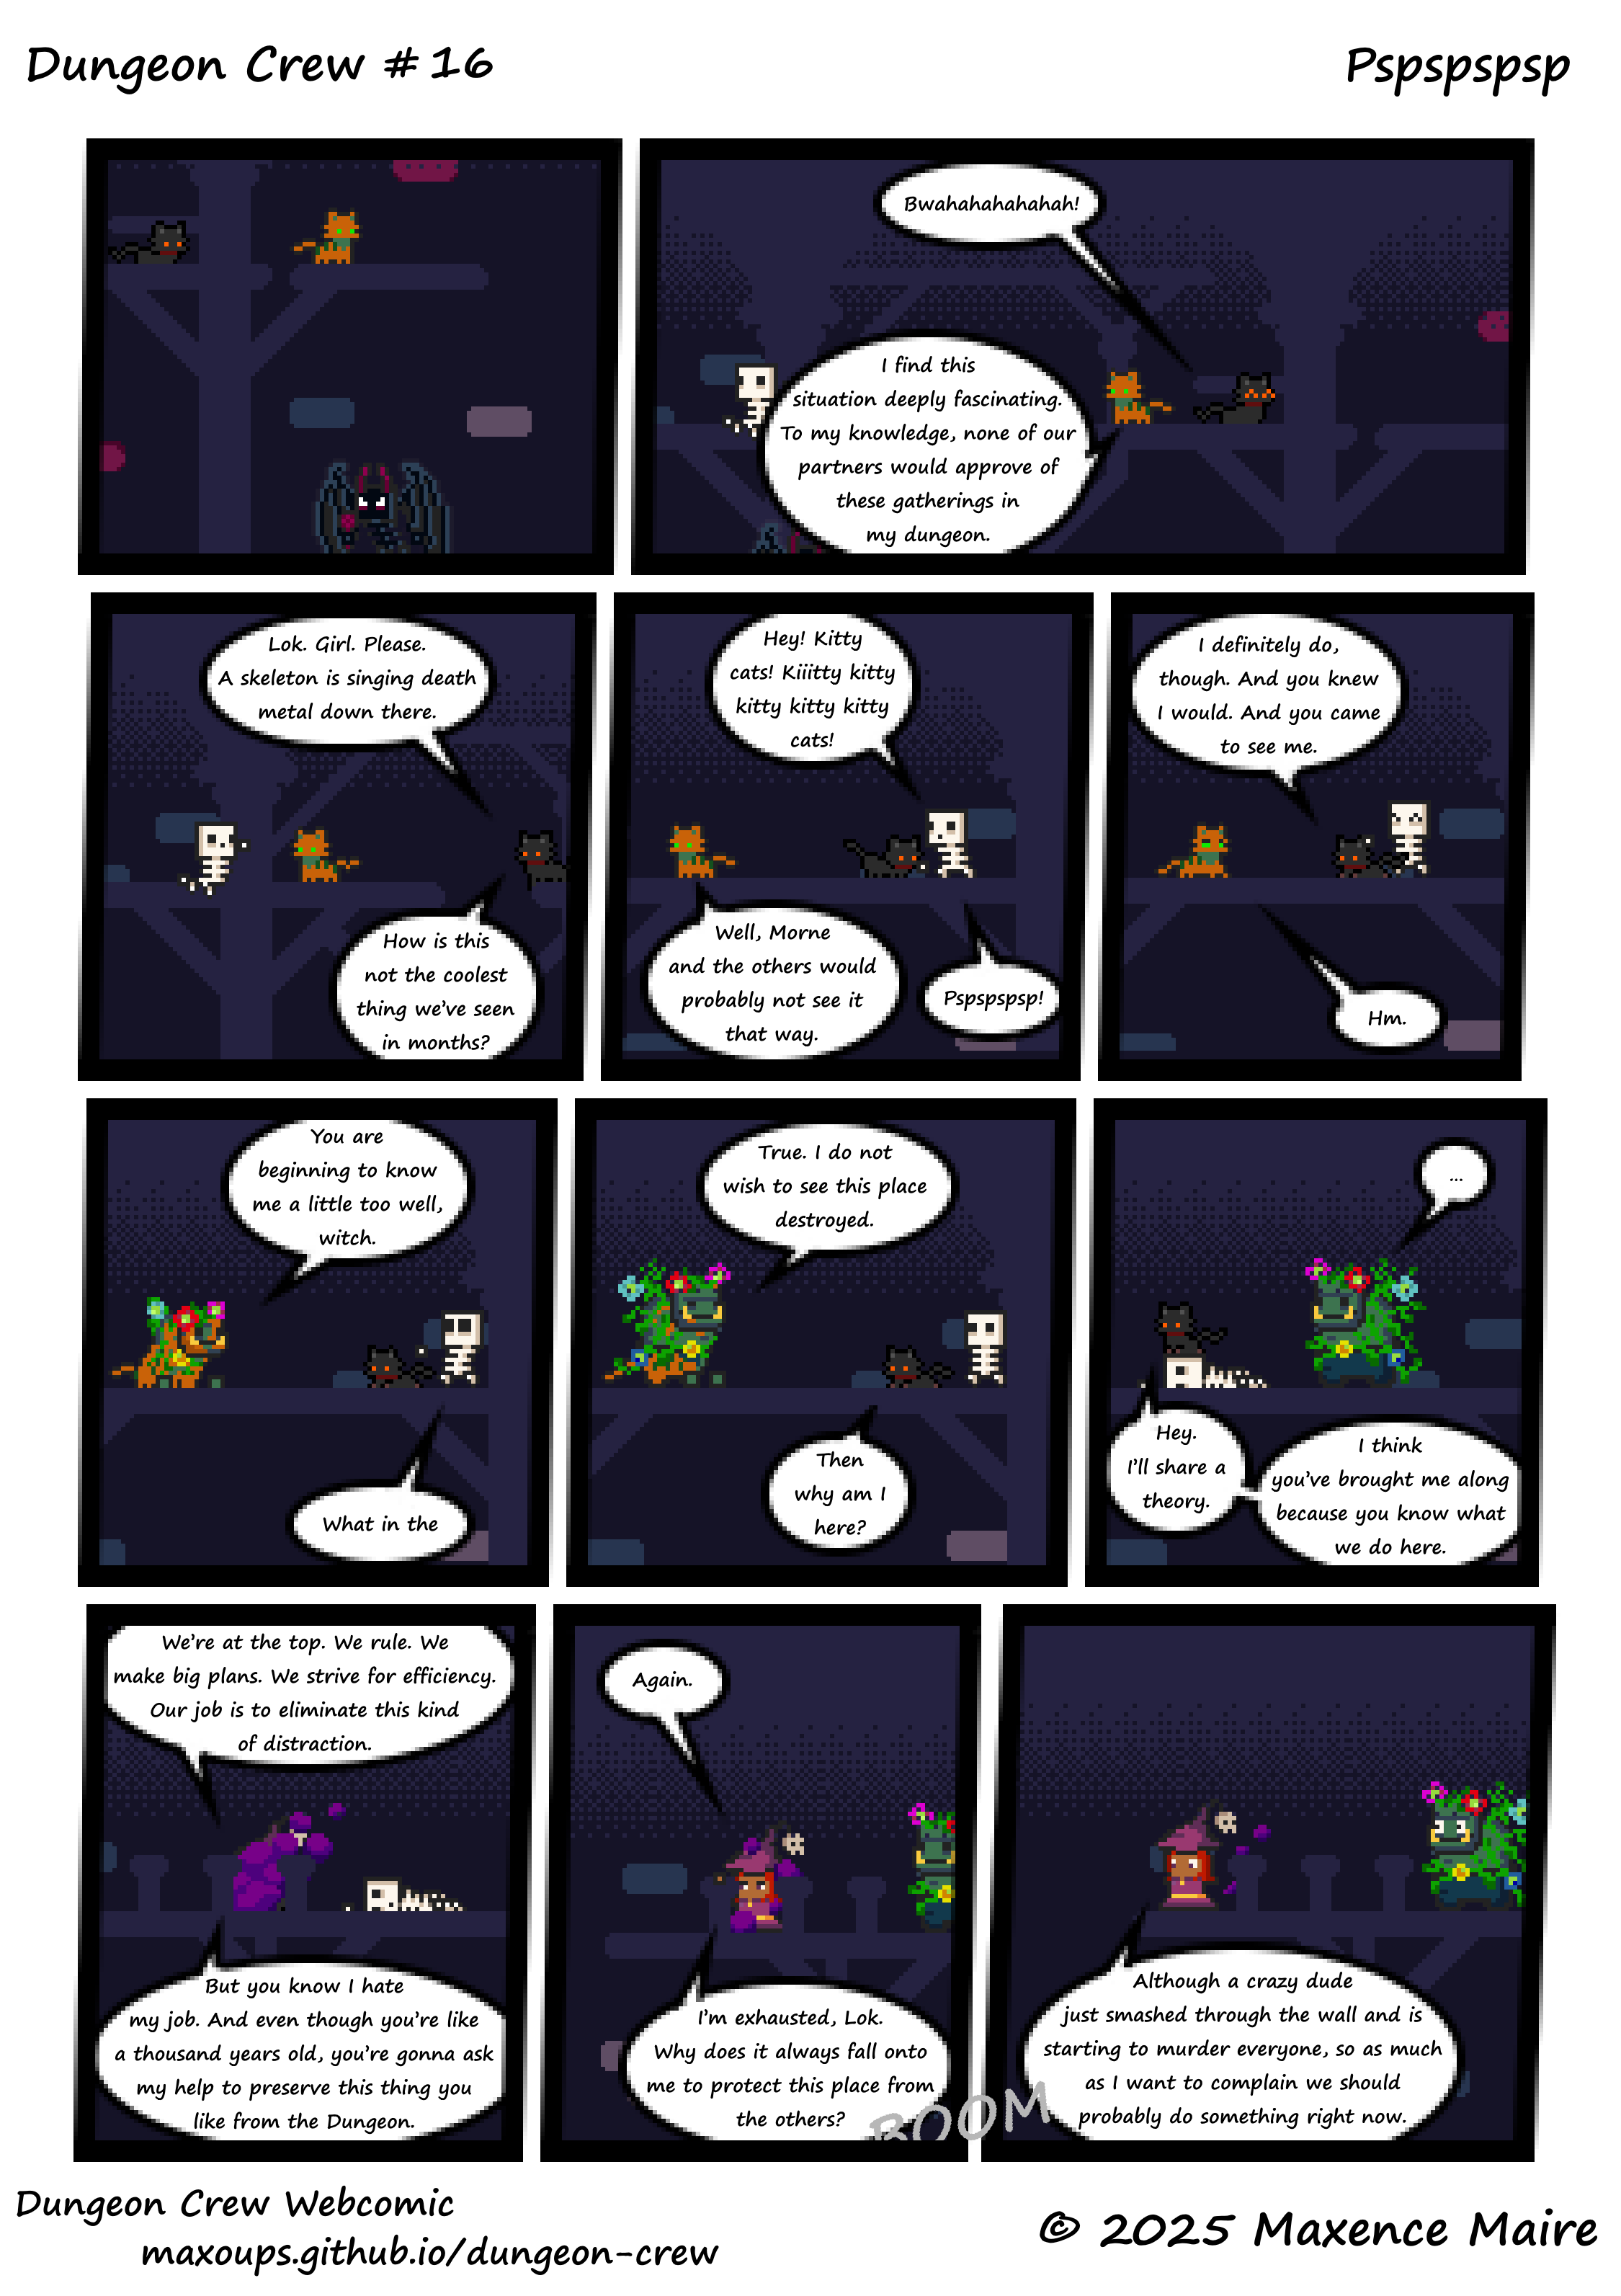 Dungeon Crew #16
Pspspspsp
Bwahahahahahah!
I find this
situation deeply fascinating.
To my knowledge, none of our
partners would approve of
these gatherings in
my dungeon.
Lok. Girl. Please.
A skeleton is singing death
metal down there.
How is this
not the coolest
thing we've seen
in months?
Hey! Kitty
cats! Kiiitty kitty
kitty kitty kitty
cats!
Well, Morne
and the others would
probably not see it
that way.
Pspspspsp!
I definitely do,
though. And you knew
I would. And you came
to see me.
Hm.
You are
beginning to know
me a little too well,
witch.
What in the
True. I do not
wish to see this place
destroyed.
Then
why am I
here?
...
Hey.
I'll share a
theory.
I think
you've brought me along
because you know what
we do here.
We're at the top. We rule. We
make big plans. We strive for efficiency.
Our job is to eliminate this kind
of distraction.
But you know I hate
my job. And even though you're like
a thousand years old, you're gonna ask
my help to preserve this thing you
like from the Dungeon.
Again.
I'm exhausted, Lok.
Why does it always fall onto
me to protect this place from
the others?
BOOM
Although a crazy dude
just smashed through the wall and is
starting to murder everyone, so as much
as I want to complain we should
probably do something right now.
Dungeon Crew Webcomic
maxoups.github.io/dungeon-crew
© 2025 Maxence Maire